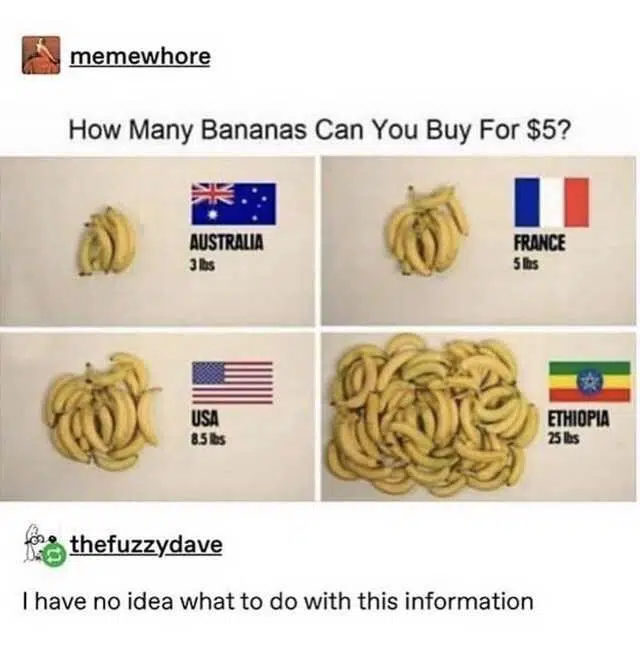 memewhore
How Many Bananas Can You Buy For $5?
AUSTRALIA
3 lbs
FRANCE
5 lbs
USA
8.5 lbs
ETHIOPIA
25 lbs
thefuzzydave
I have no idea what to do with this information